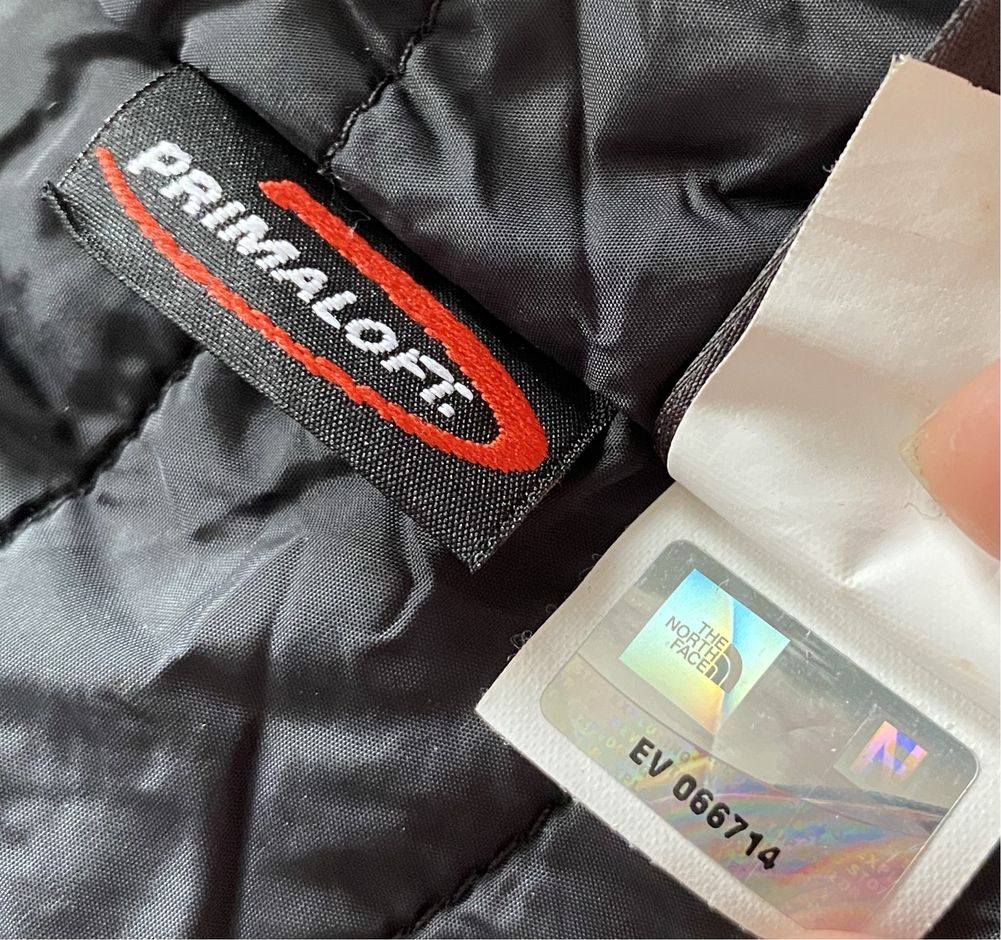 PRIMALOFT.
THE
NORTH
FACE
N
EV 066714